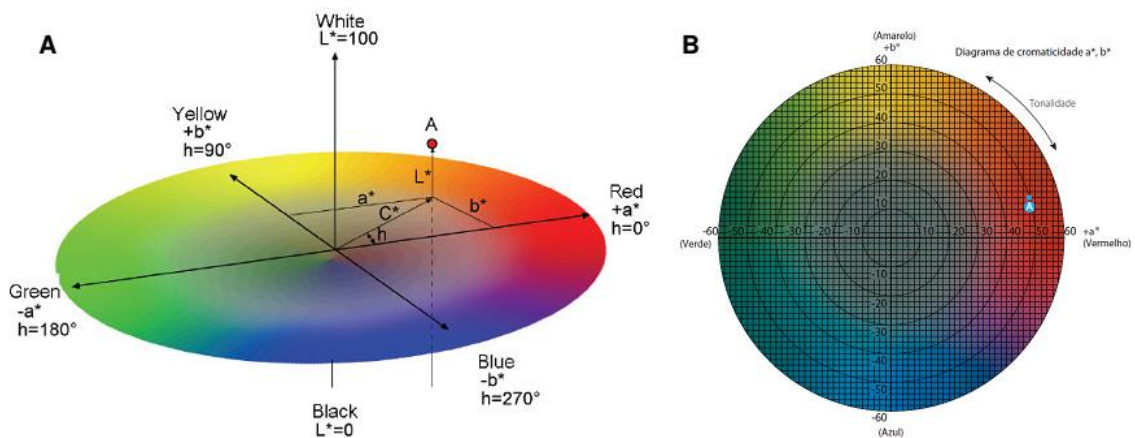 A
White
L*=100
Yellow
+b*
h=90°
A
L*
a*
C*
b*
h
Red
+a*
h=0°
Green
-a*
h=180°
Blue
-b*
h=270°
Black
L*=0
B
(Amarelo)
+b*
60
Diagrama de cromaticidade a*, b*
Tonalidade
50
40
30
20
10
A
-60 -50 -40 -30 -20 -10 10 20 30 40 50 60 +a*
(Verde)
(Vermelho)
-10
-20
-30
-40
-50
-60
(Azul)